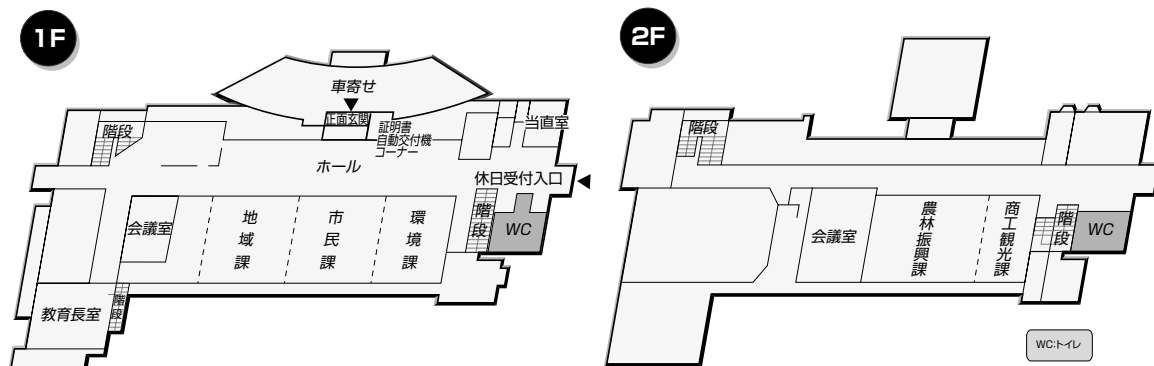 1F
車寄せ
正面玄関
階段
証明書
自動交付機
コーナー
当直室
ホール
休日受付入口
会議室
地域課
市民課
環境課
階段
WC
教育長室
階段
2F
階段
会議室
農林振興課
商工観光課
階段
WC
WC:トイレ